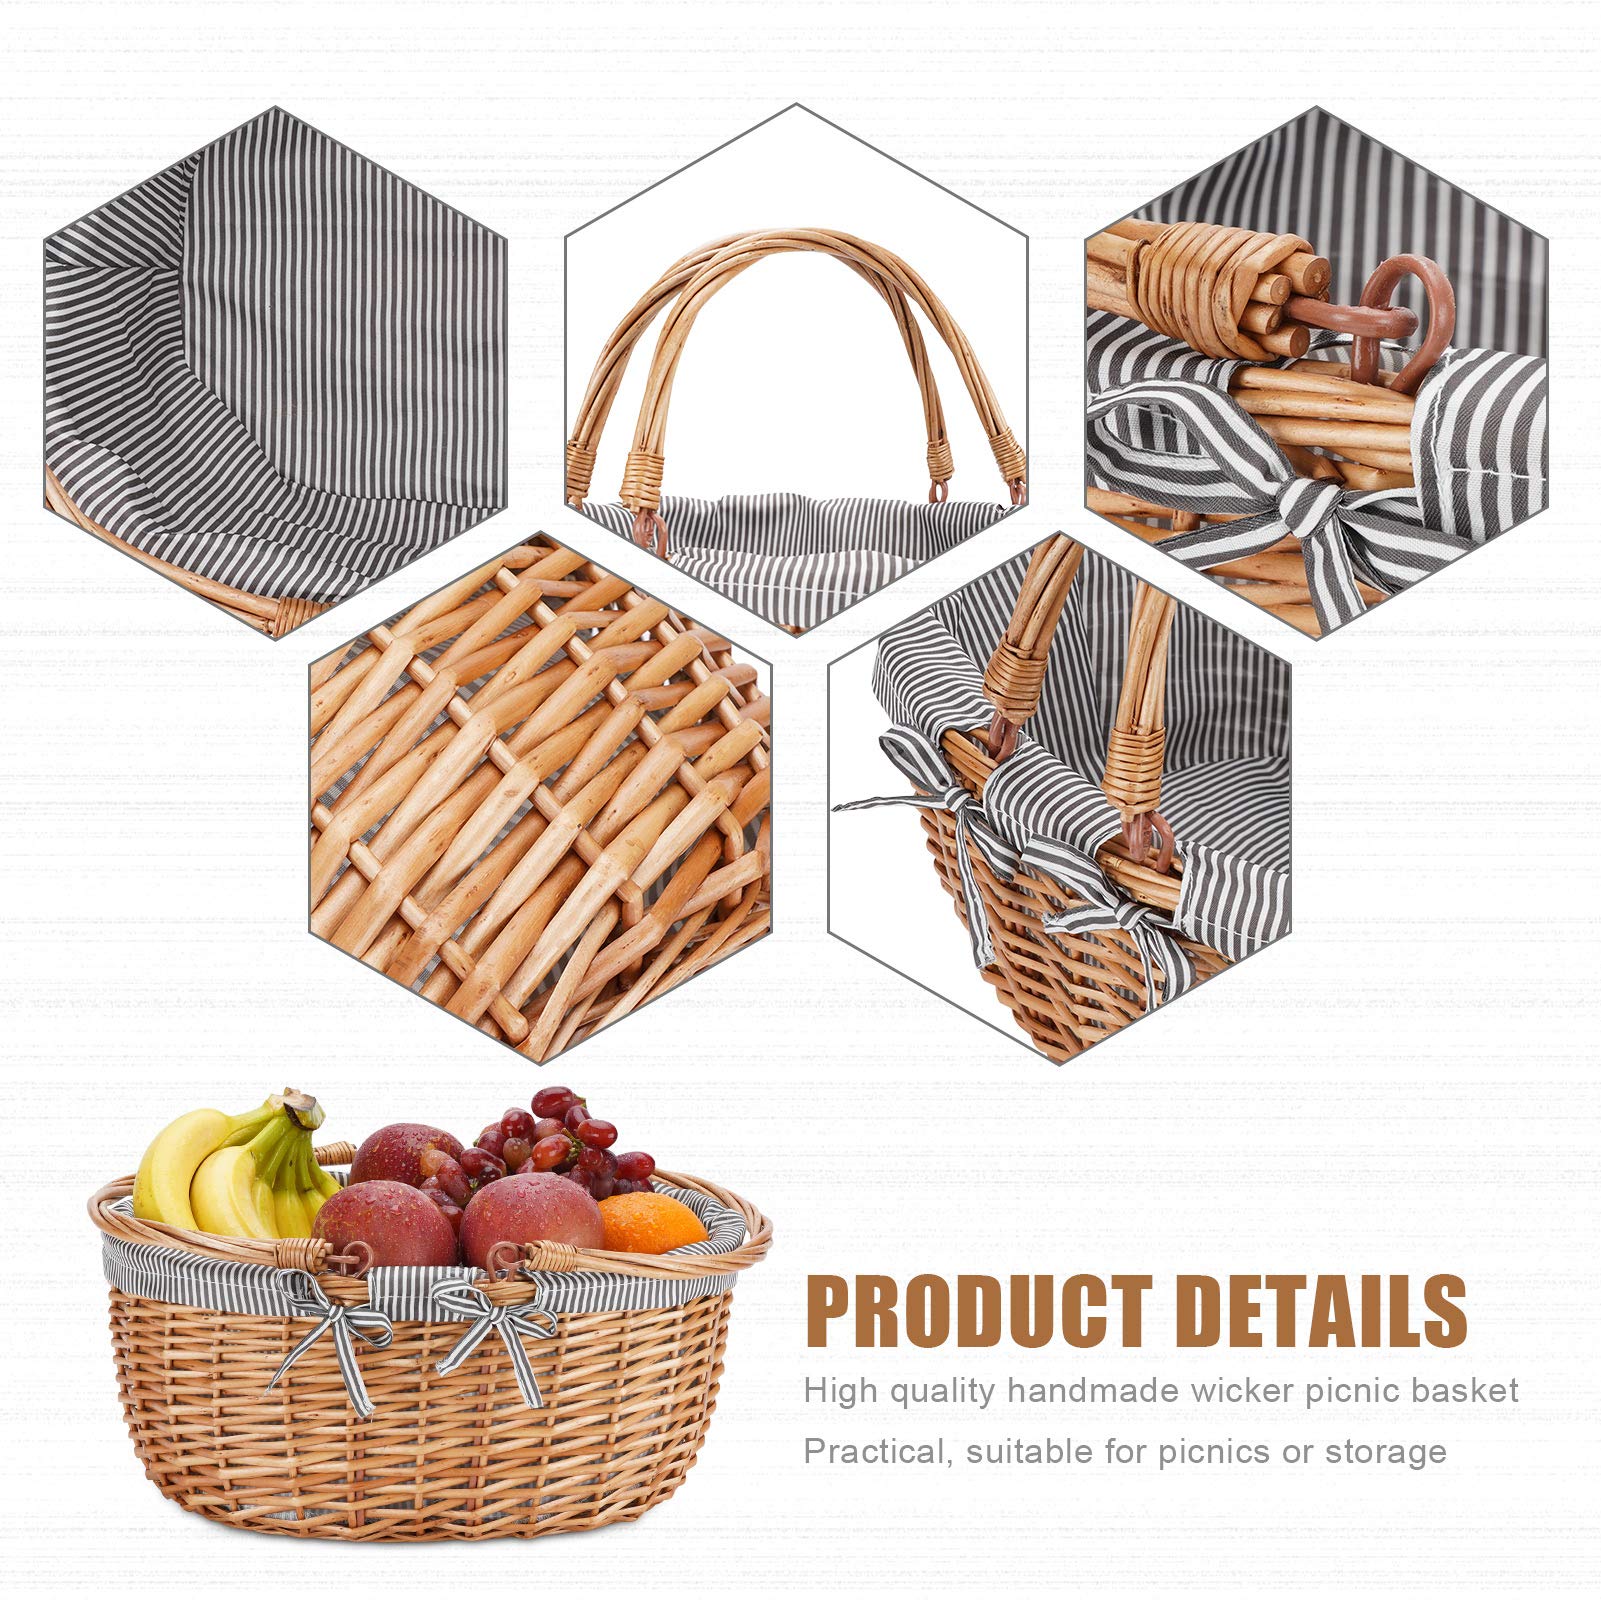 PRODUCT DETAILS
High quality handmade wicker picnic basket
Practical, suitable for picnics or storage